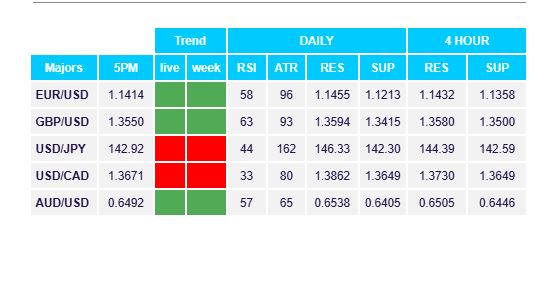 Trend DAILY 4 HOUR
Majors 5PM live week RSI ATR RES SUP RES SUP
EUR/USD 1.1414 58 96 1.1455 1.1213 1.1432 1.1358
GBP/USD 1.3550 63 93 1.3594 1.3415 1.3580 1.3500
USD/JPY 142.92 44 162 146.33 142.30 144.39 142.59
USD/CAD 1.3671 33 80 1.3862 1.3649 1.3730 1.3649
AUD/USD 0.6492 57 65 0.6538 0.6405 0.6505 0.6446